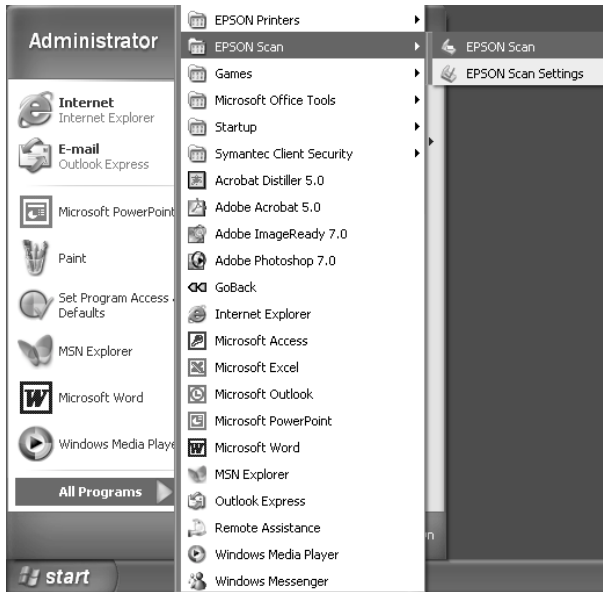 Administrator
Internet
Internet Explorer
E-mail
Outlook Express
Microsoft PowerPoint
Paint
Set Program Access
Defaults
MSN Explorer
Microsoft Word
Windows Media Playe
All Programs
start
EPSON Printers
EPSON Scan
Games
Microsoft Office Tools
Startup
Symantec Client Security
Acrobat Distiller 5.0
Adobe Acrobat 5.0
Adobe ImageReady 7.0
Adobe Photoshop 7.0
GoBack
Internet Explorer
Microsoft Access
Microsoft Excel
Microsoft Outlook
Microsoft PowerPoint
Microsoft Word
MSN Explorer
Outlook Express
Remote Assistance
Windows Media Player
Windows Messenger
EPSON Scan
EPSON Scan Settings